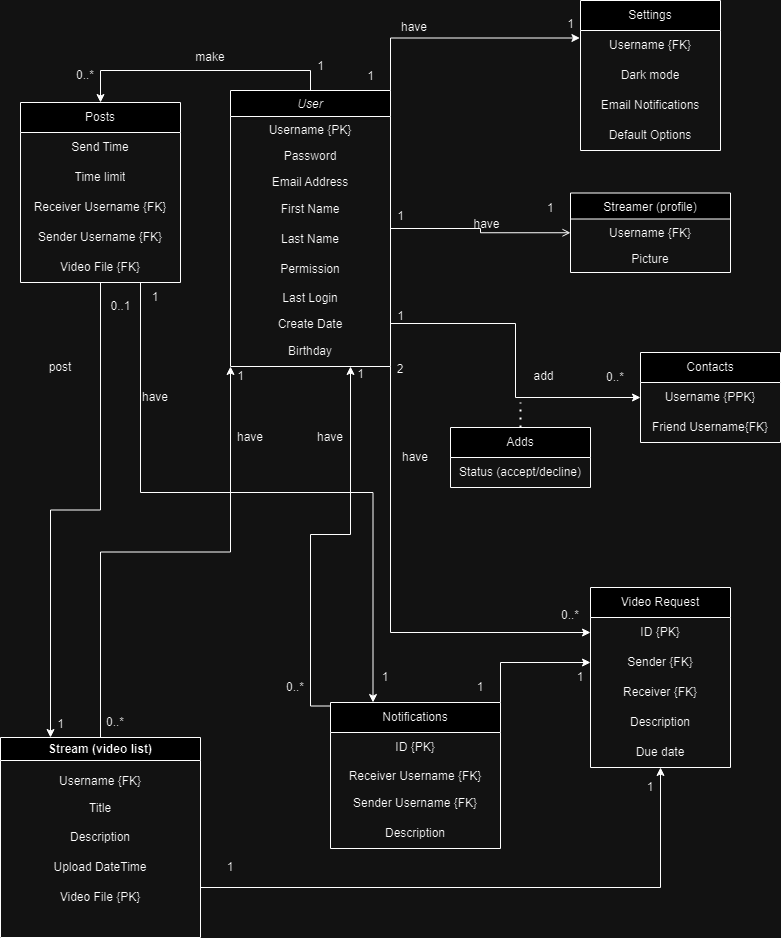 Settings
Username {FK}
Dark mode
Email Notifications
Default Options
have
1
1
make
1
0..*
Posts
Send Time
Time limit
Receiver Username {FK}
Sender Username {FK}
Video File {FK}
User
Username {PK}
Password
Email Address
First Name
Last Name
Permission
Last Login
Create Date
Birthday
1
have
1
Streamer (profile)
Username {FK}
Picture
0..1
1
post
have
1
add
0..*
Contacts
Username {PPK}
Friend Username{FK}
Adds
Status (accept/decline)
1
have
1
have
2
have
0..*
Video Request
ID {PK}
Sender {FK}
Receiver {FK}
Description
Due date
0..*
1
1
1
Notifications
ID {PK}
Receiver Username {FK}
Sender Username {FK}
Description
1
0..*
Stream (video list)
Username {FK}
Title
Description
Upload DateTime
Video File {PK}
1
1